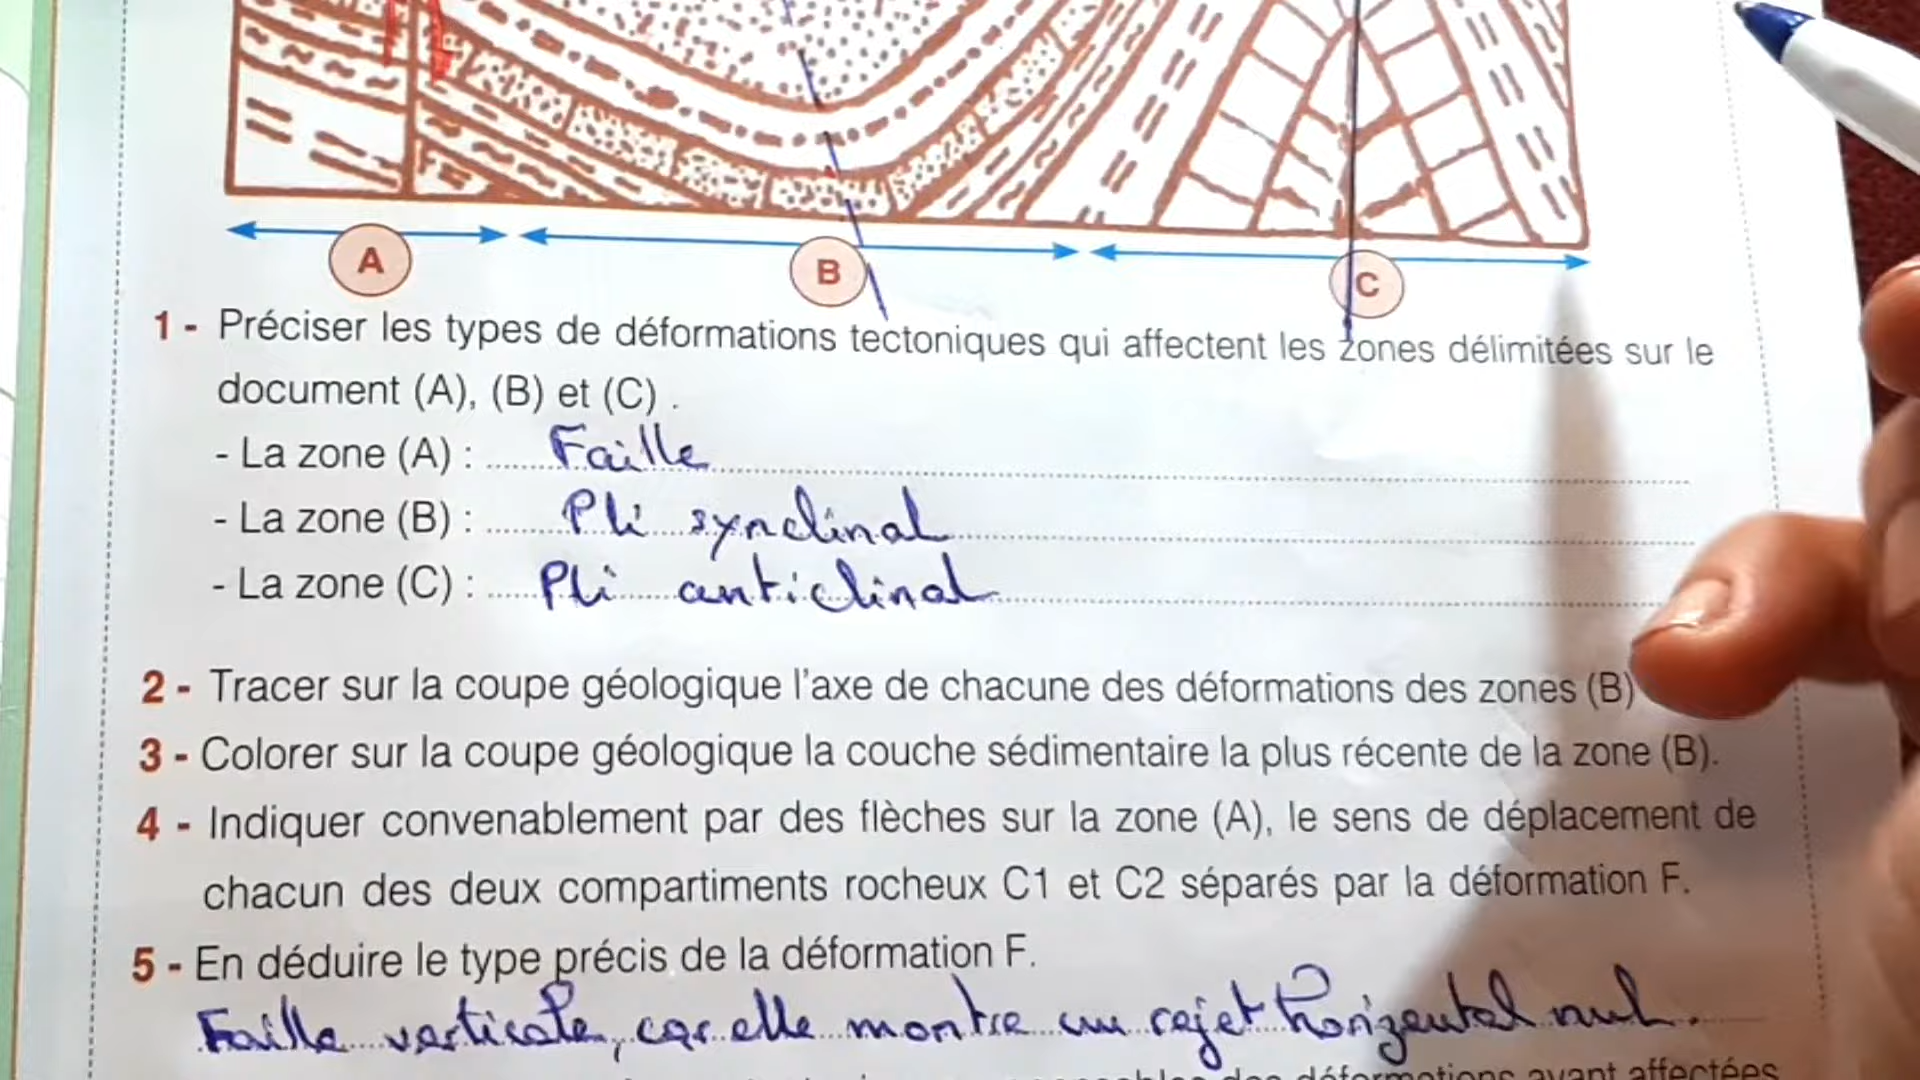 A
B
C
1 - Préciser les types de déformations tectoniques qui affectent les zones délimitées sur le
document (A), (B) et (C) .
- La zone (A) : Faille
- La zone (B) : Pli synclinal
- La zone (C) : Pli anticlinal
2 - Tracer sur la coupe géologique l'axe de chacune des déformations des zones (B)
3 - Colorer sur la coupe géologique la couche sédimentaire la plus récente de la zone (B).
4 - Indiquer convenablement par des flèches sur la zone (A), le sens de déplacement de
chacun des deux compartiments rocheux C1 et C2 séparés par la déformation F.
5 - En déduire le type précis de la déformation F.
Faille verticale, car elle montre un rejet horizontal nul.
des déformations ayant affectées